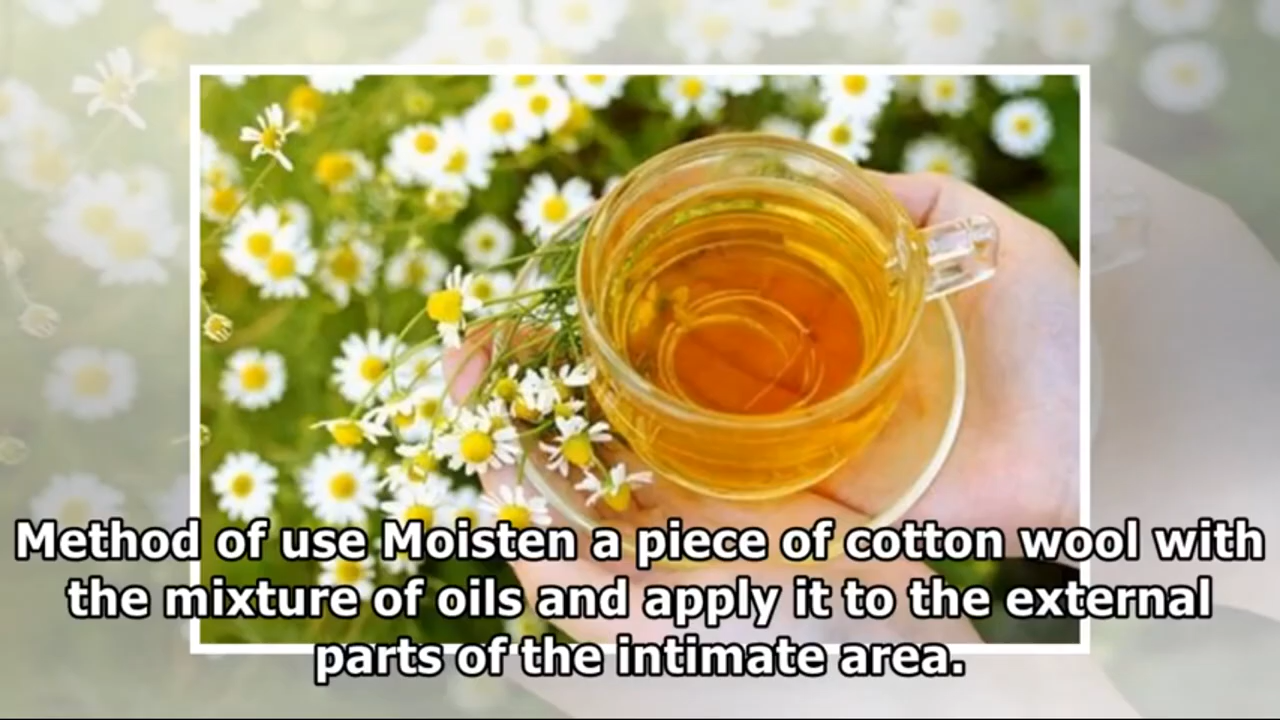 Method of use Moisten a piece of cotton wool with
the mixture of oils and apply it to the external
parts of the intimate area.